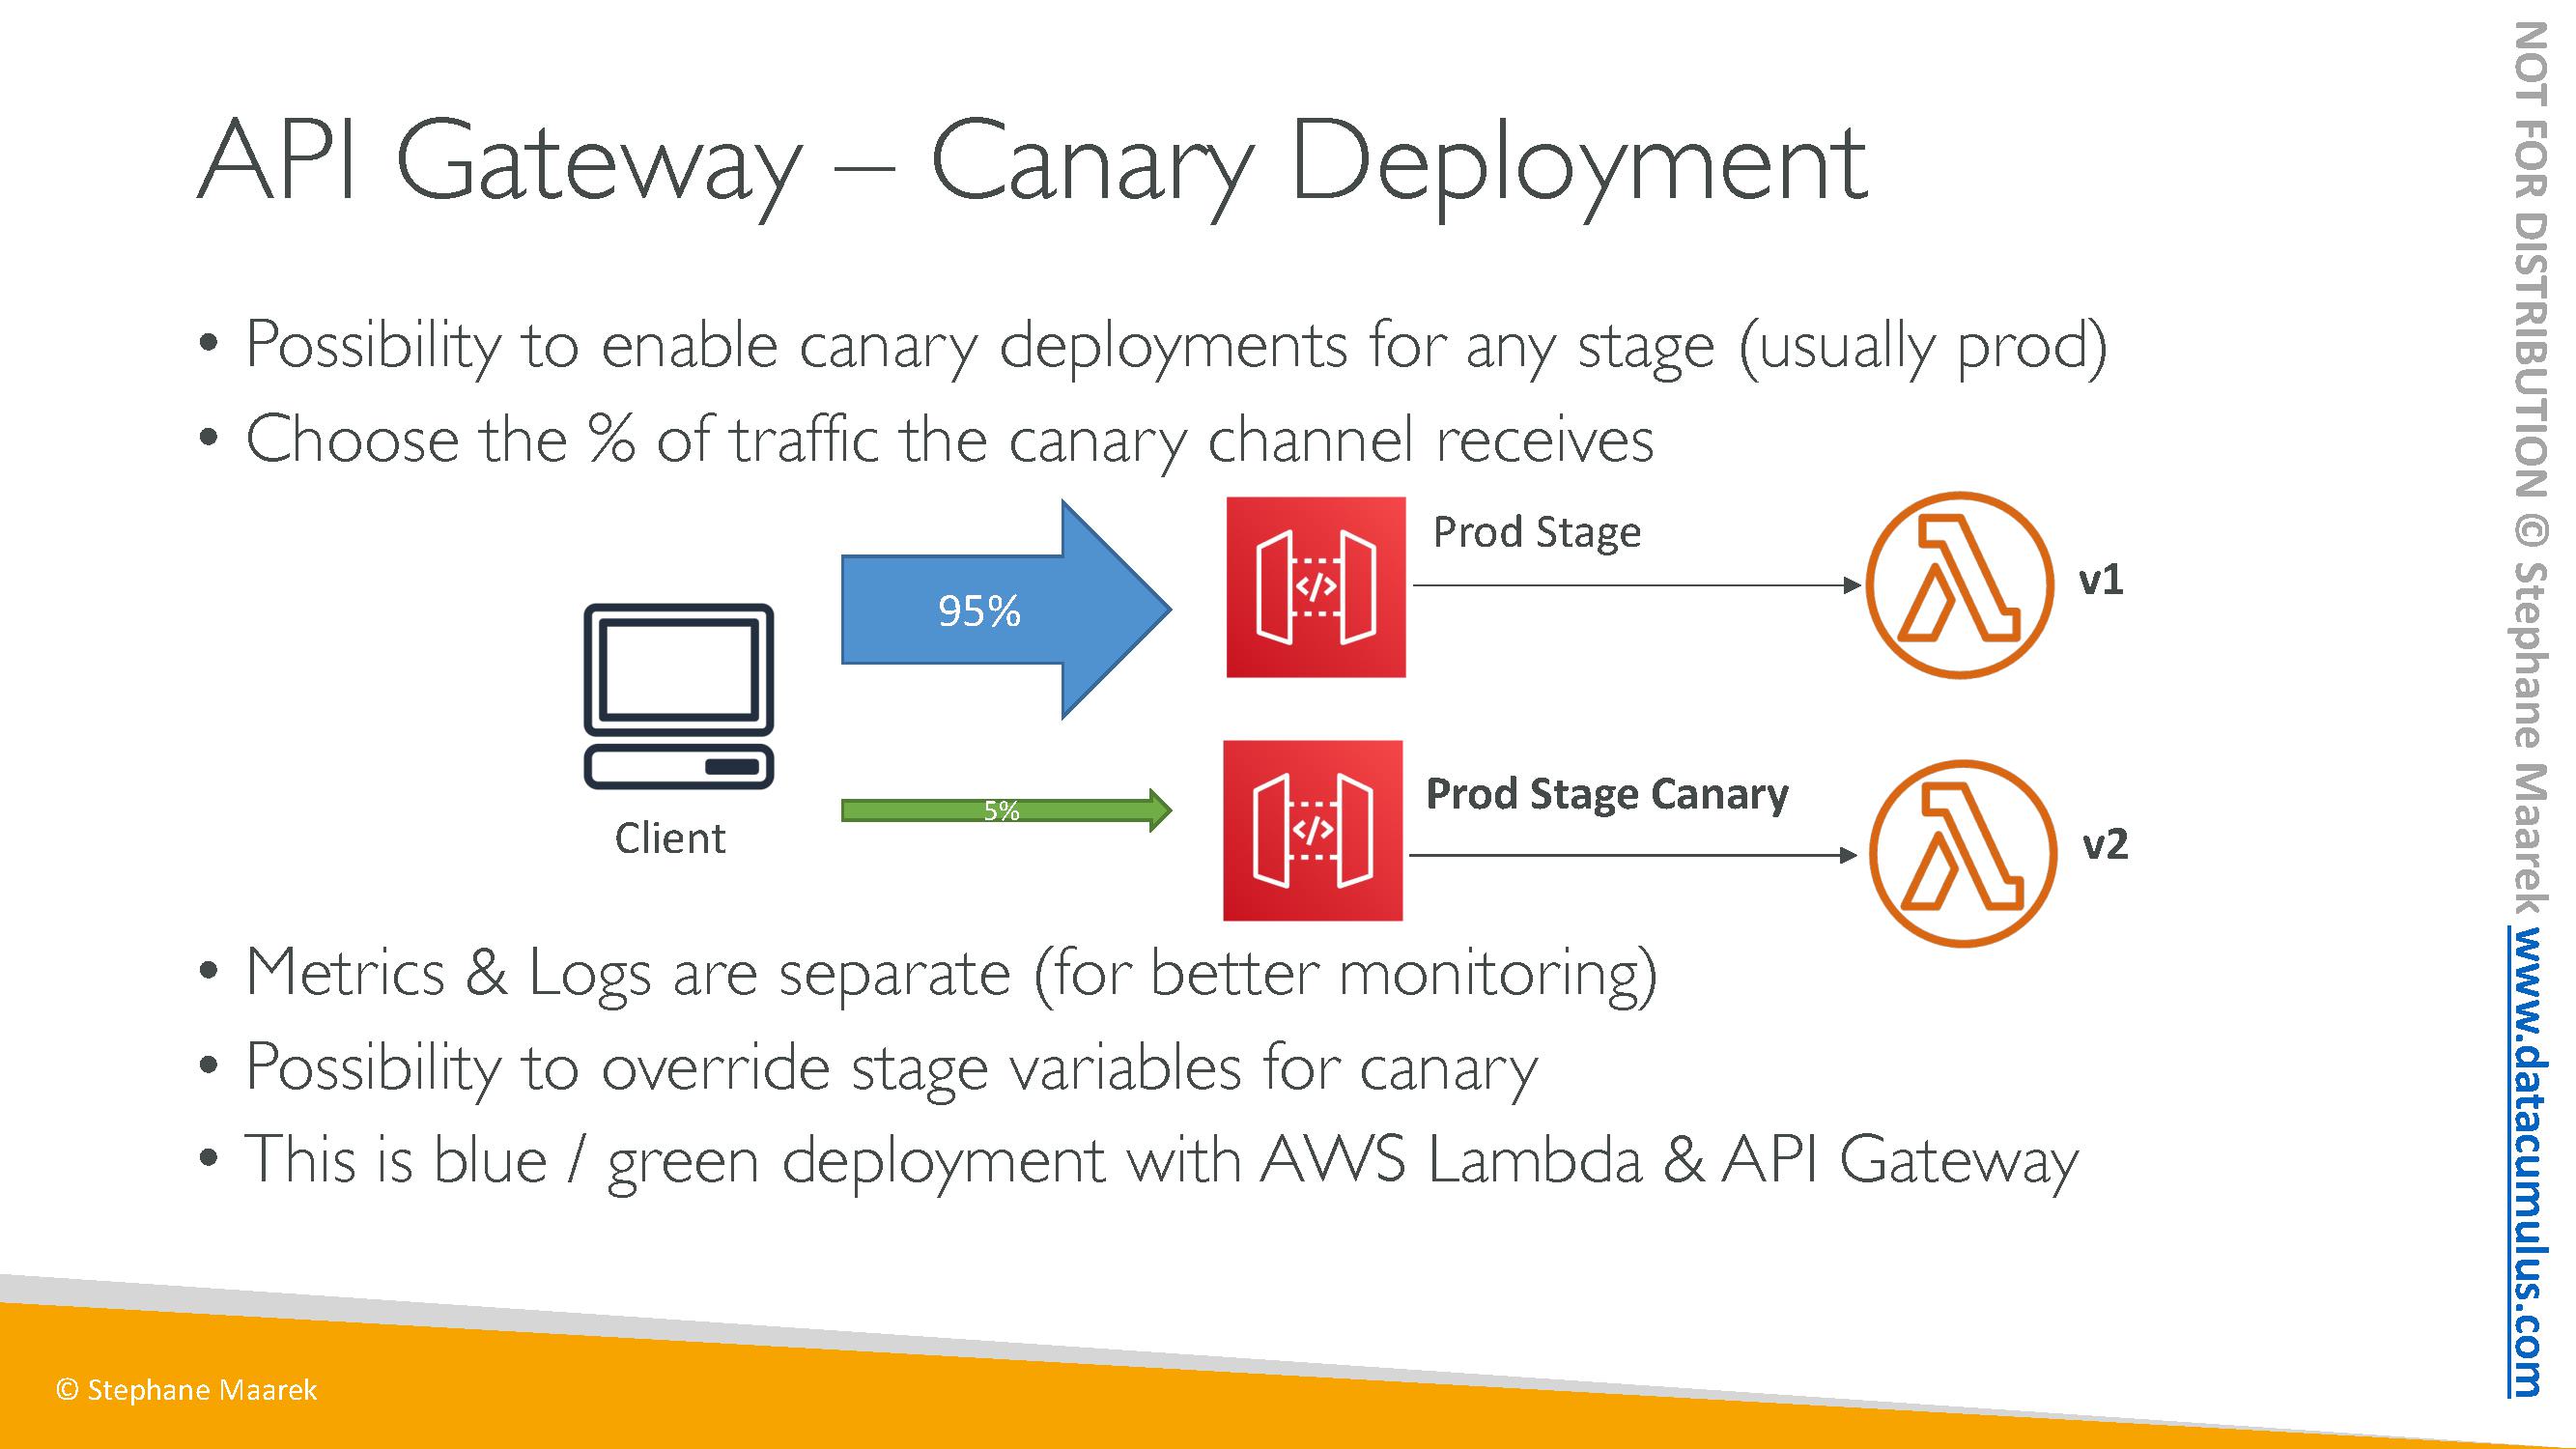 API Gateway – Canary Deployment
• Possibility to enable canary deployments for any stage (usually prod)
• Choose the % of traffic the canary channel receives
95%
Prod Stage
v1
Client
5%
Prod Stage Canary
v2
• Metrics & Logs are separate (for better monitoring)
• Possibility to override stage variables for canary
• This is blue / green deployment with AWS Lambda & API Gateway
© Stephane Maarek
NOT FOR DISTRIBUTION © Stephane Maarek www.datacumulus.com